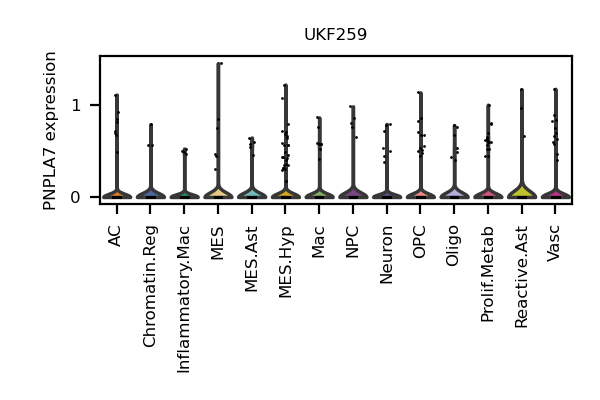 UKF259
PNPLA7 expression
1
0
AC
Chromatin.Reg
Inflammatory.Mac
MES
MES.Ast
MES.Hyp
Mac
NPC
Neuron
OPC
Oligo
Prolif.Metab
Reactive.Ast
Vasc